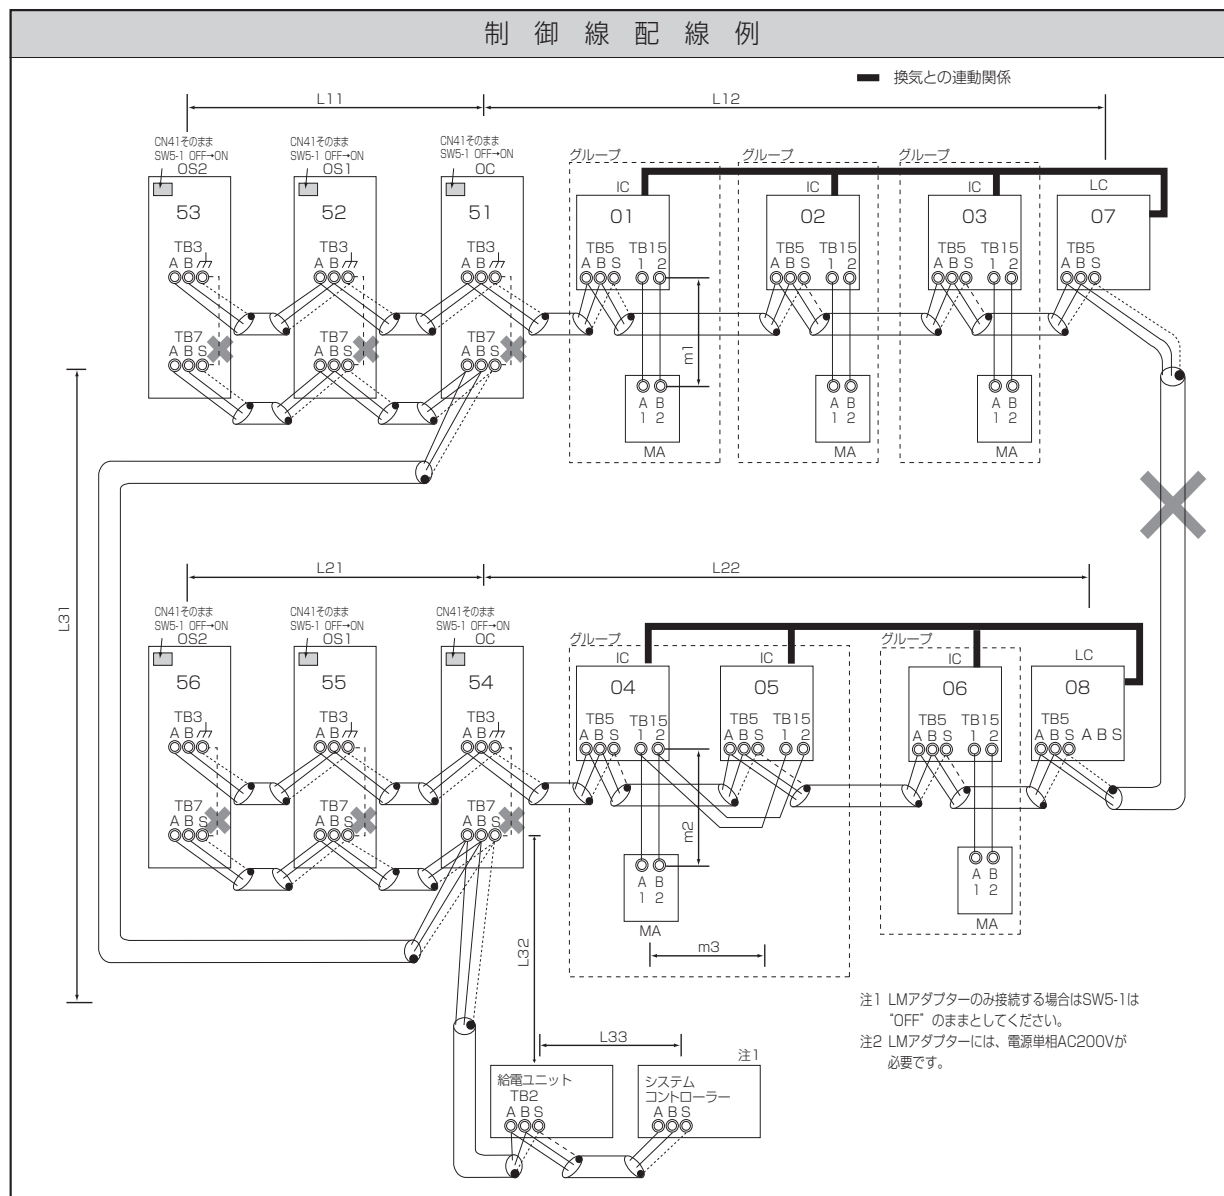 制御線配線例
換気との連動関係
L11
L12
CN41そのまま
SW5-1 OFF→ON
OS2
CN41そのまま
SW5-1 OFF→ON
OS1
CN41そのまま
SW5-1 OFF→ON
OC
グループ
グループ
グループ
IC
IC
IC
LC
53
52
51
01
02
03
07
TB3
A B
TB3
A B
TB3
A B
TB5
A B S
TB15
1 2
TB5
A B S
TB15
1 2
TB5
A B S
TB15
1 2
TB5
A B S
TB7
A B S
TB7
A B S
TB7
A B S
m1
A B
1 2
MA
A B
1 2
MA
A B
1 2
MA
L31
L21
L22
CN41そのまま
SW5-1 OFF→ON
OS2
CN41そのまま
SW5-1 OFF→ON
OS1
CN41そのまま
SW5-1 OFF→ON
OC
グループ
グループ
IC
IC
IC
LC
56
55
54
04
05
06
08
TB3
A B
TB3
A B
TB3
A B
TB5
A B S
TB15
1 2
TB5
A B S
TB15
1 2
TB5
A B S
TB15
1 2
TB5
A B S
A B S
TB7
A B S
TB7
A B S
TB7
A B S
m2
A B
1 2
MA
A B
1 2
MA
m3
L32
L33
注1
給電ユニット
TB2
A B S
システム
コントローラー
A B S
注1 LMアダプターのみ接続する場合はSW5-1は
“OFF” のままとしてください。
注2 LMアダプターには、電源単相AC200Vが
必要です。